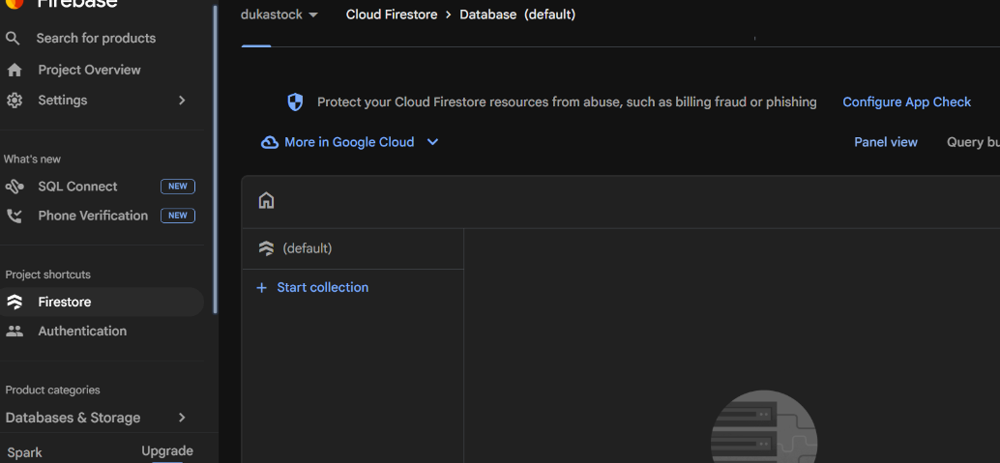 Firebase
Search for products
Project Overview
Settings
What's new
SQL Connect NEW
Phone Verification NEW
Project shortcuts
Firestore
Authentication
Product categories
Databases & Storage
Spark Upgrade
dukastock Cloud Firestore > Database (default)
Protect your Cloud Firestore resources from abuse, such as billing fraud or phishing Configure App Check
More in Google Cloud Panel view Query bu
(default)
+ Start collection